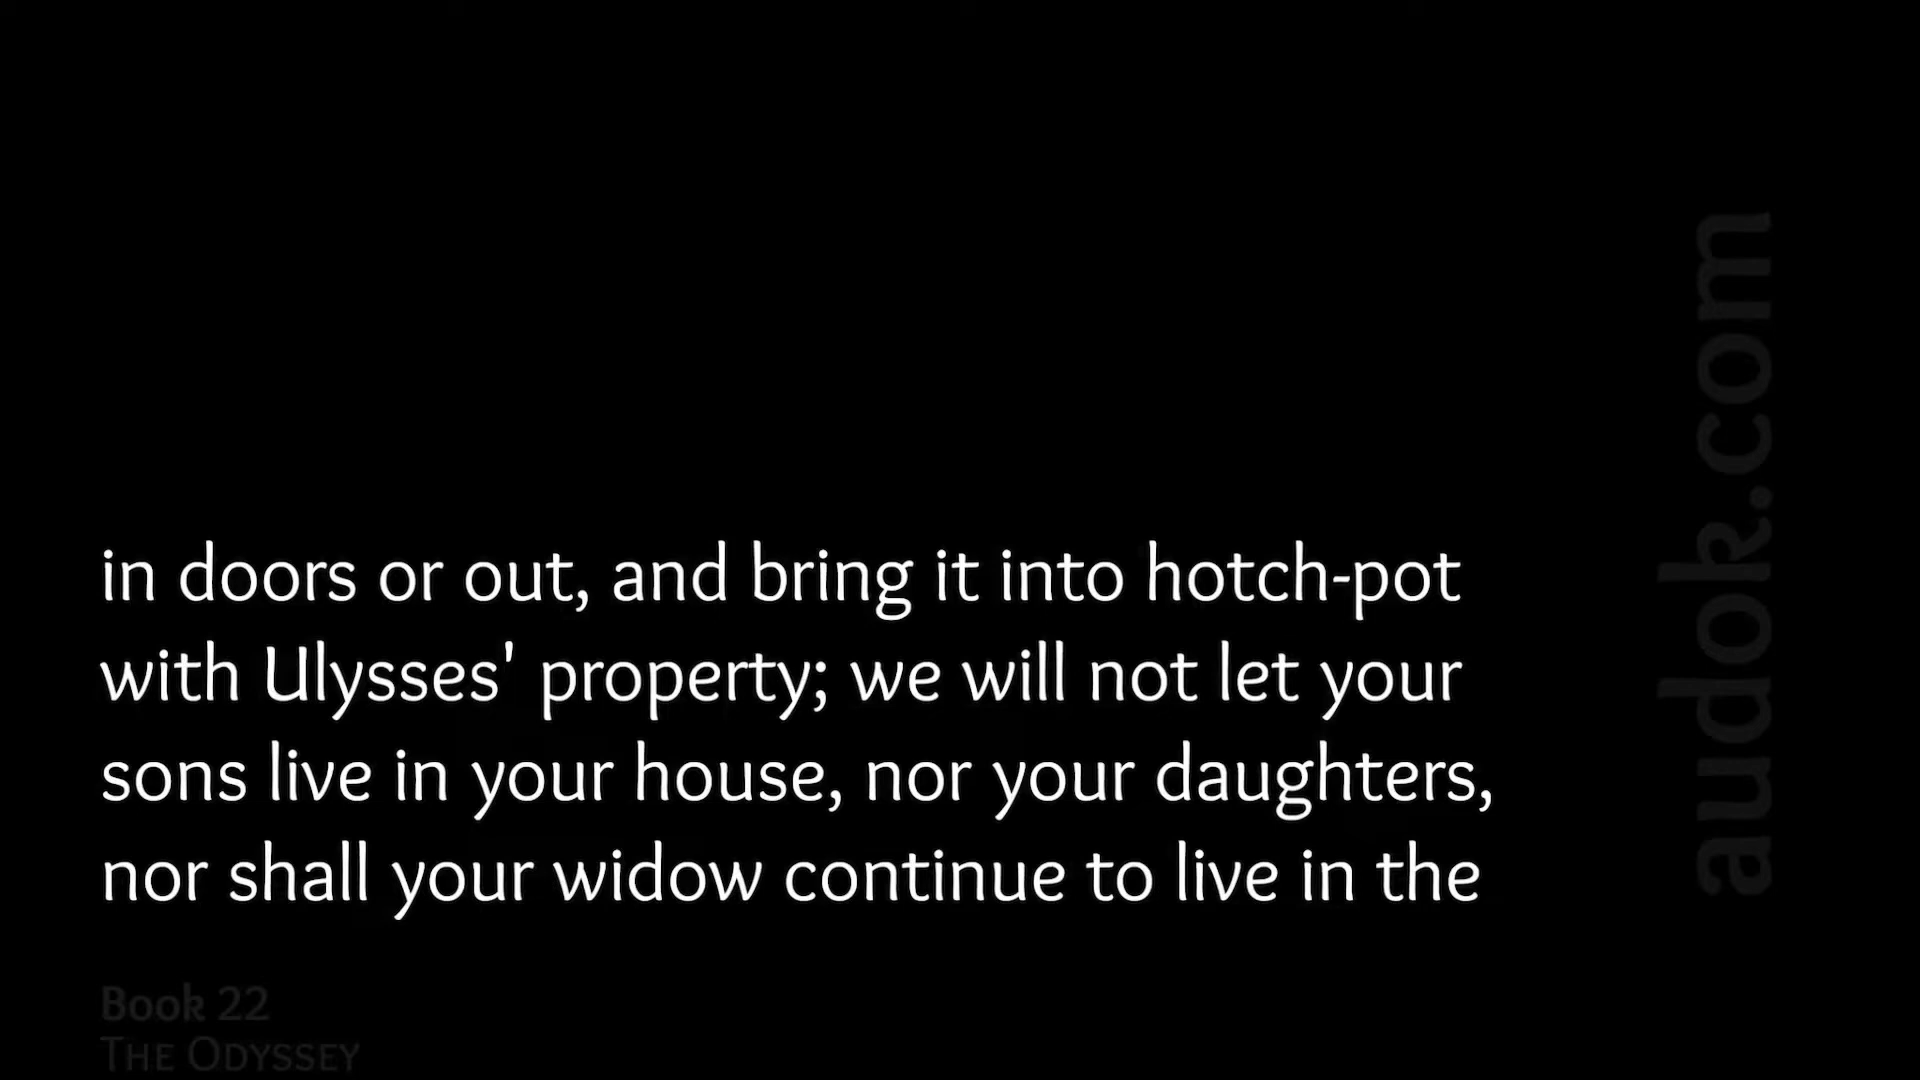 in doors or out, and bring it into hotch-pot
with Ulysses' property; we will not let your
sons live in your house, nor your daughters,
nor shall your widow continue to live in the
Book 22
THE ODYSSEY
audok.com